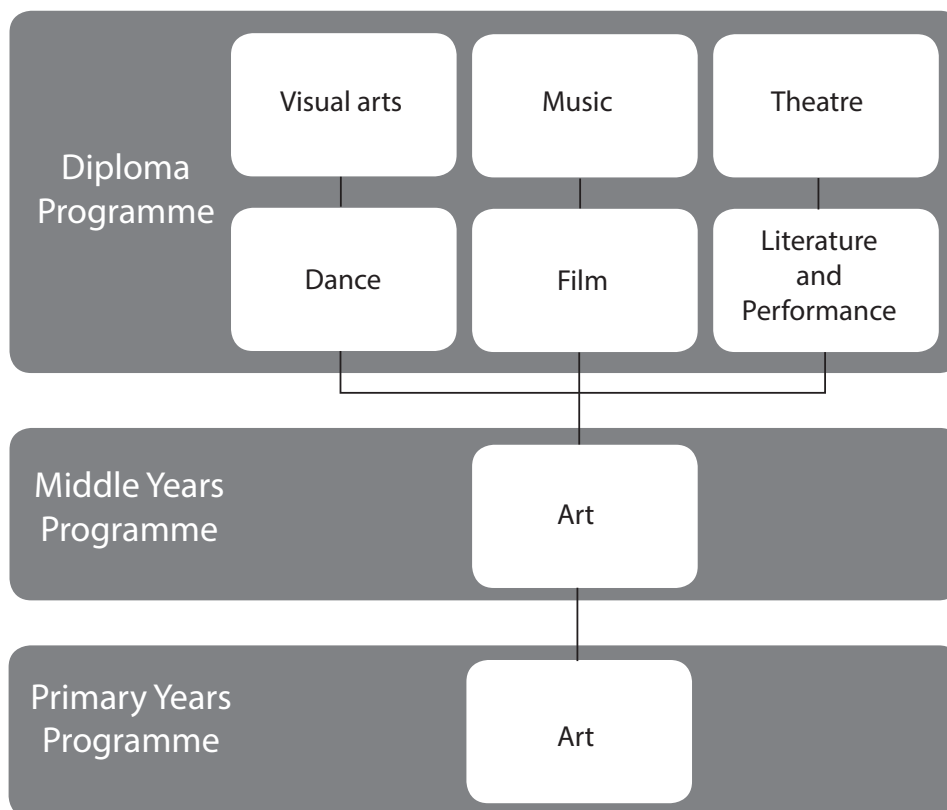 Diploma
Programme
Visual arts
Music
Theatre
Dance
Film
Literature
and
Performance
Middle Years
Programme
Art
Primary Years
Programme
Art